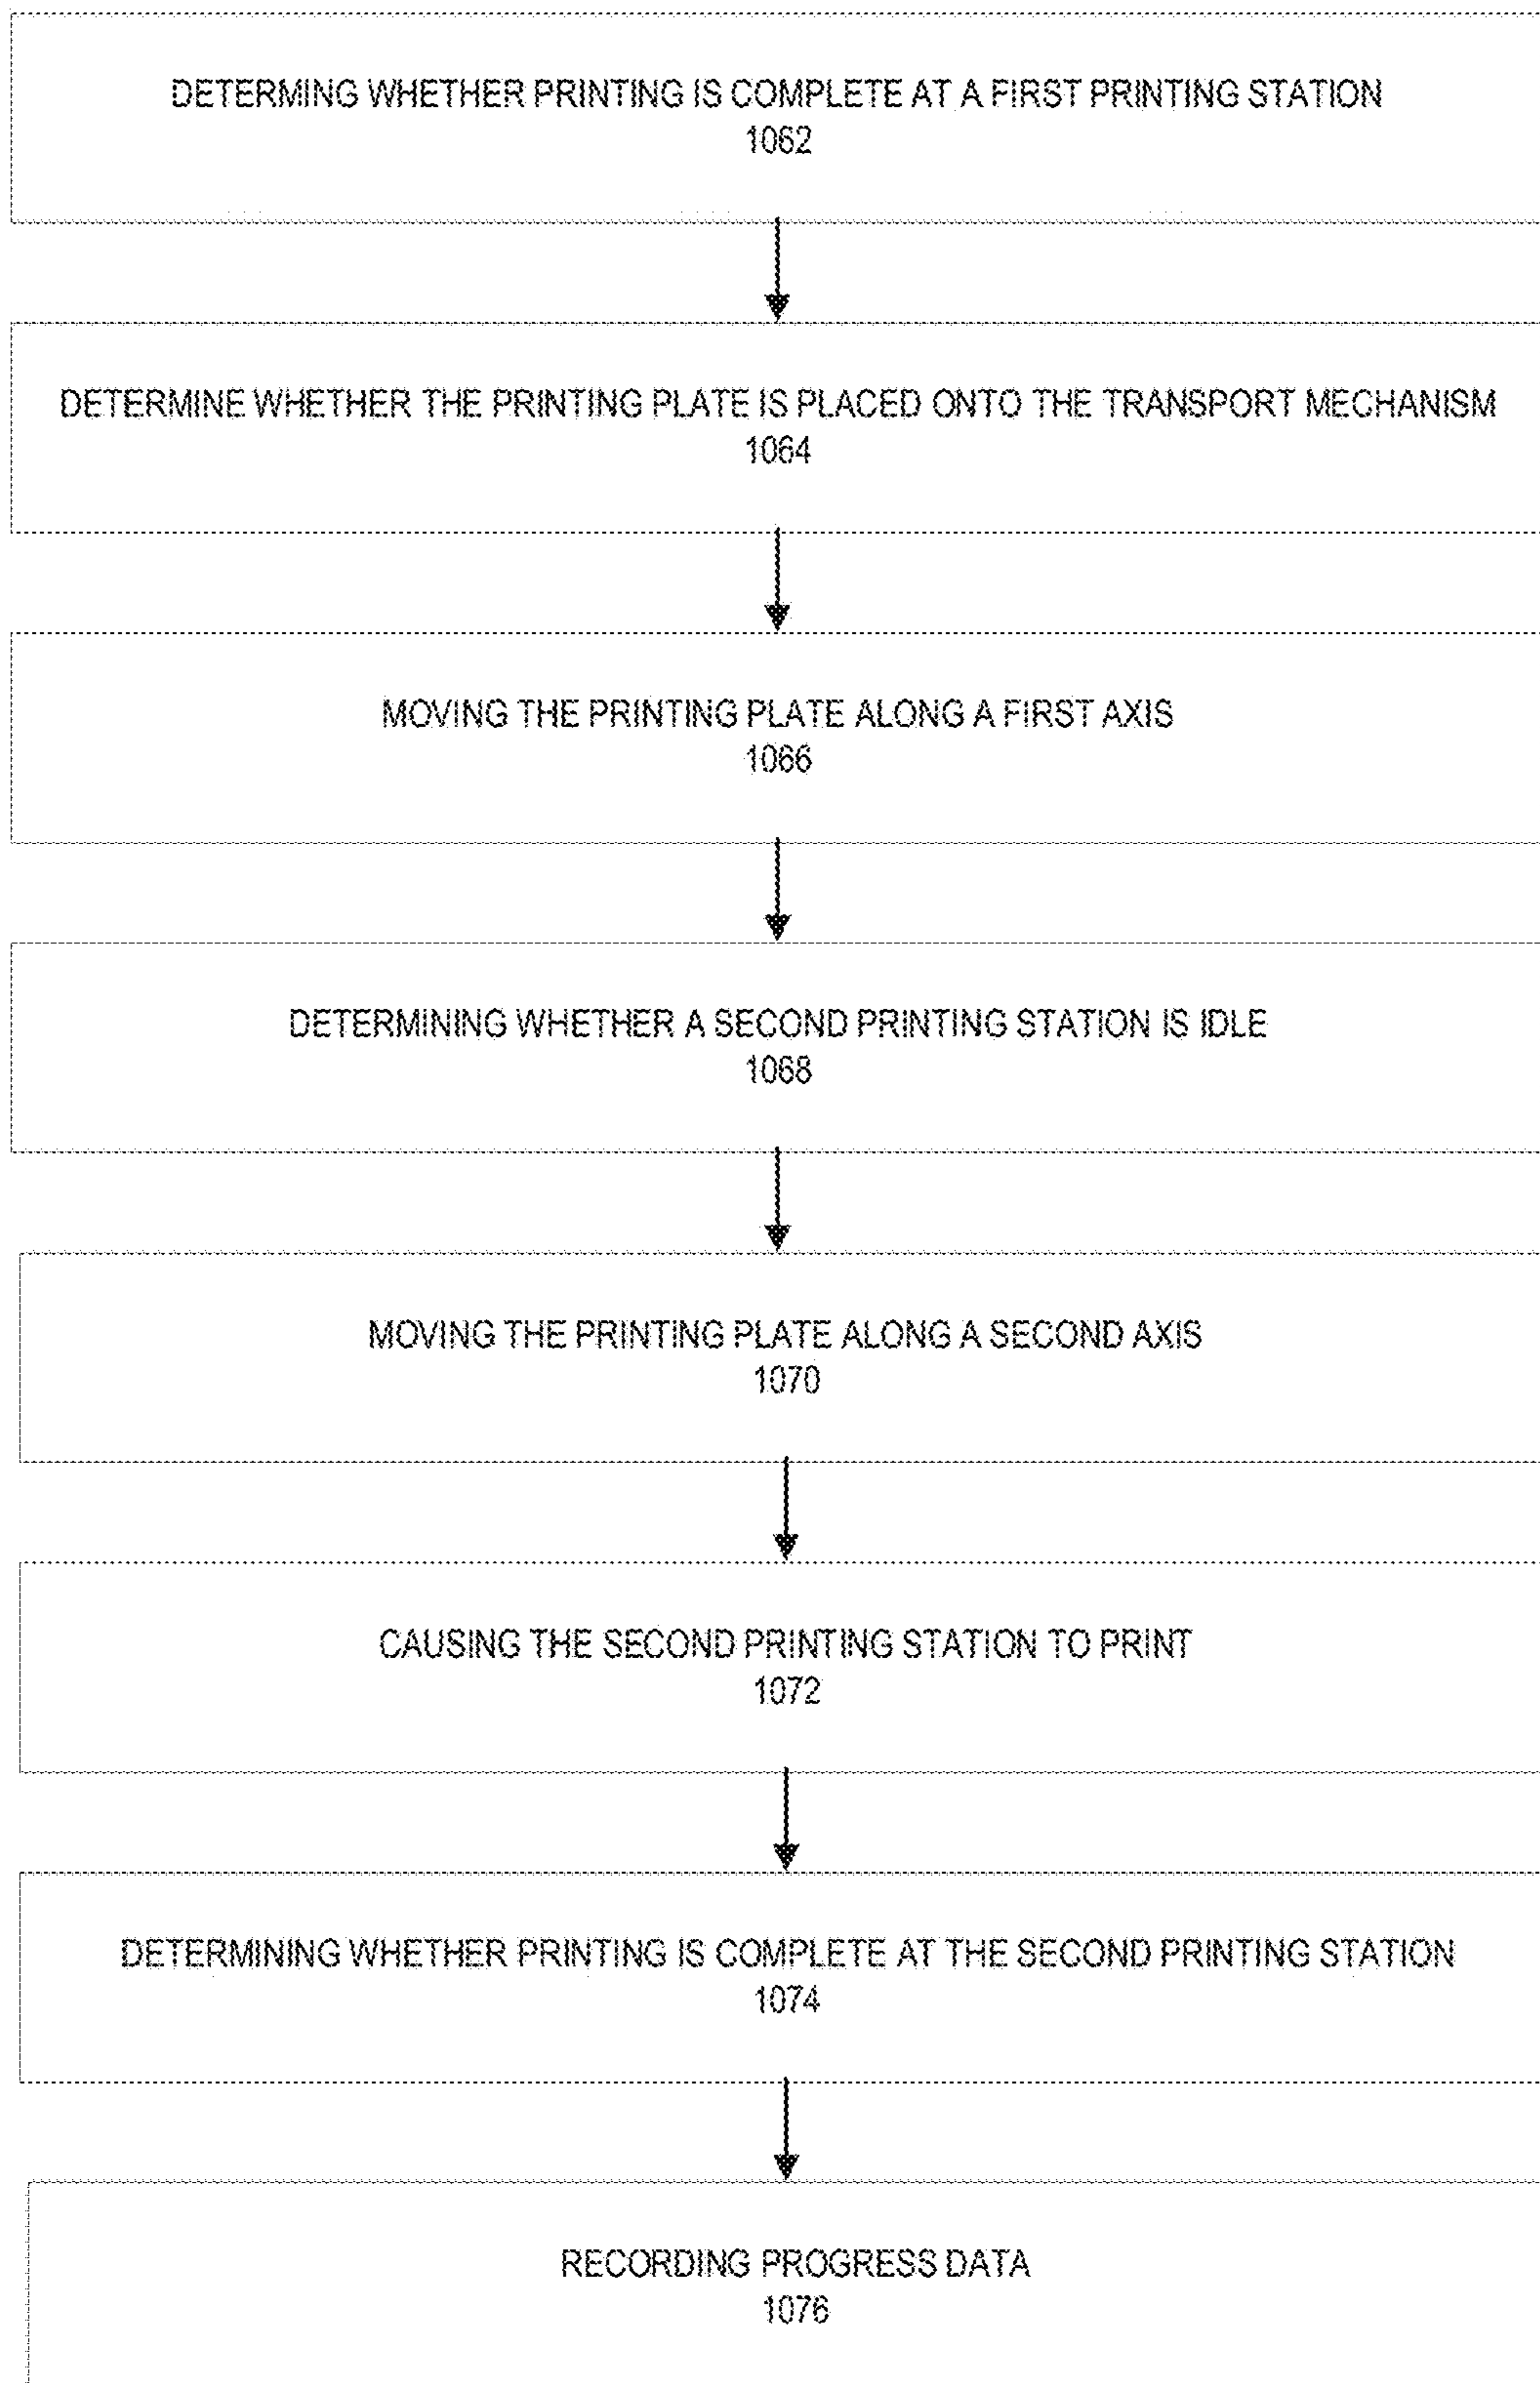 DETERMING WHETHER PRINTING IS COMPLETE AT A FIRST PRINTING STATION
1062
DETERMINE WHETHER THE PRINTING PLATE IS PLACED ONTO THE TRANSPORT MECHANISM
1064
MOVING THE PRINTING PLATE ALONG A FIRST AXIS
1066
DETERMINING WHETHER A SECOND PRINTING STATION IS IDLE
1068
MOVING THE PRINTING PLATE ALONG A SECOND AXIS
1070
CAUSING THE SECOND PRINTING STATION TO PRINT
1072
DETERMINING WHETHER PRINTING IS COMPLETE AT THE SECOND PRINTING STATION
1074
RECORDING PROGRESS DATA
1076